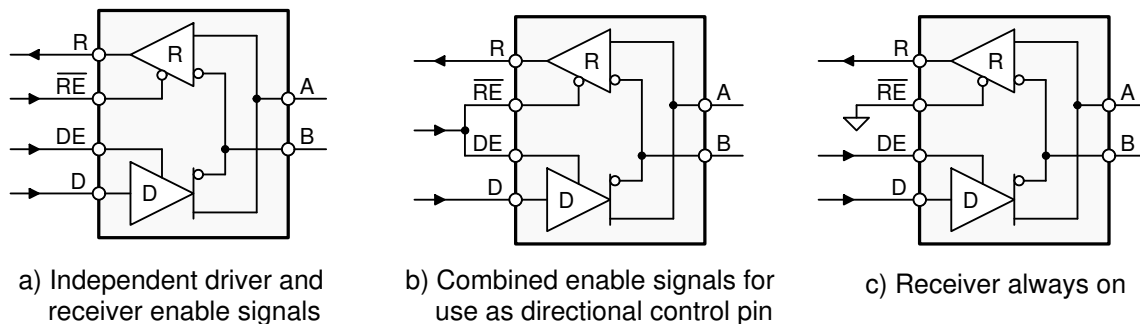 R
R
RE
A
DE
B
D
D
a) Independent driver and
receiver enable signals
R
R
RE
A
DE
B
D
D
b) Combined enable signals for
use as directional control pin
R
R
RE
A
DE
B
D
D
c) Receiver always on